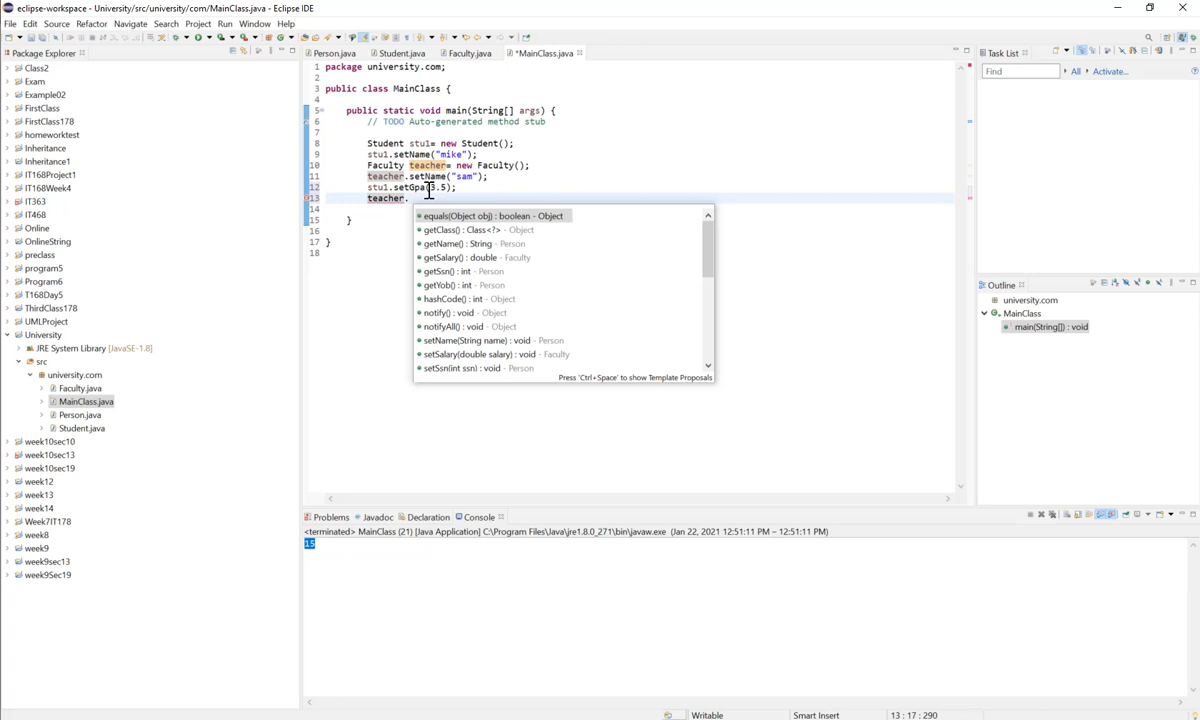 eclipse-workspace - University/src/university/com/MainClass.java - Eclipse IDE
File Edit Source Refactor Navigate Search Project Run Window Help
Package Explorer
Class2
Exam
Example02
FirstClass
FirstClass178
homeworktest
Inheritance
Inheritance1
IT168Project1
IT168Week4
IT363
IT468
Online
OnlineString
preclass
program5
Program6
T168Day5
ThirdClass178
UMLProject
University
JRE System Library [JavaSE-1.8]
src
university.com
Faculty.java
MainClass.java
Person.java
Student.java
week10sec10
week10sec13
week10sec19
week12
week13
week14
Week7IT178
week8
week9
week9sec13
week9Sec19
Person.java Student.java Faculty.java *MainClass.java
1 package university.com;
2
3 public class MainClass {
4
5 public static void main(String[] args) {
6 // TODO Auto-generated method stub
7
8 Student stu1= new Student();
9 stu1.setName("mike");
10 Faculty teacher= new Faculty();
11 teacher.setName("sam");
12 stu1.setGpa(3.5);
13 teacher.
14
15 }
16
17 }
18
equals(Object obj) : boolean - Object
getClass() : Class<?> - Object
getName() : String - Person
getSalary() : double - Faculty
getSsn() : int - Person
getYob() : int - Person
hashCode() : int - Object
notify() : void - Object
notifyAll() : void - Object
setName(String name) : void - Person
setSalary(double salary) : void - Faculty
setSsn(int ssn) : void - Person
Press 'Ctrl+Space' to show Template Proposals
Task List
Find All Activate...
Outline
university.com
MainClass
main(String[]) : void
Problems Javadoc Declaration Console
<terminated> MainClass (21) [Java Application] C:\Program Files\Java\jre1.8.0_271\bin\javaw.exe (Jan 22, 2021 12:51:11 PM – 12:51:11 PM)
15
Writable Smart Insert 13 : 17 : 290